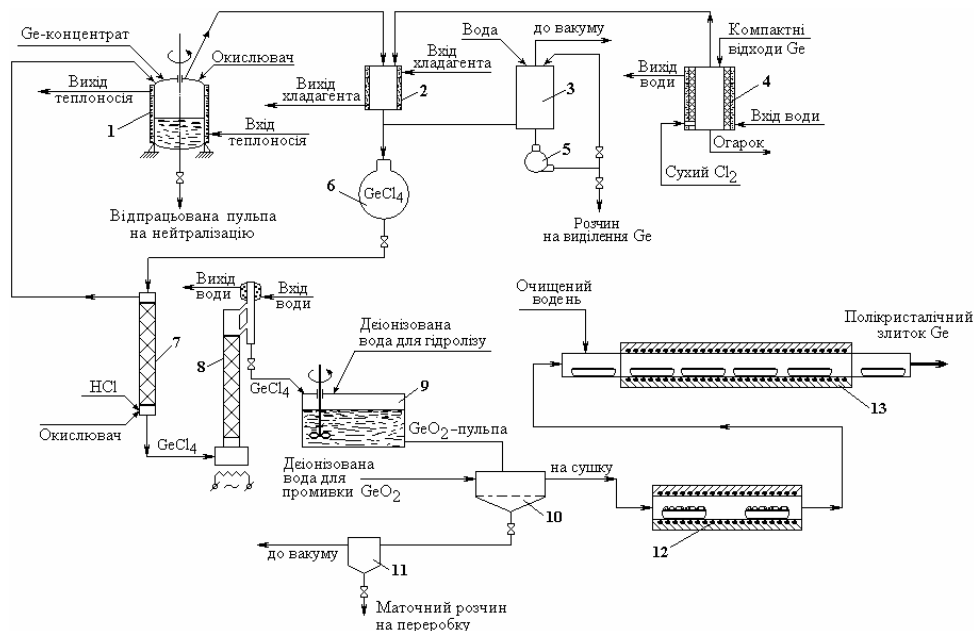 Ge-концентрат
Окислювач
Вихід
теплоносія
1
Вхід
теплоносія
Відпрацьована пульпа
на нейтралізацію
Вхід
хладагента
Вихід
хладагента
2
Вода
до вакуму
3
5
Розчин
на виділення Ge
Компактні
відходи Ge
Вихід
води
4
Вхід води
Огарок
Сухий Cl2
6
GeCl4
Вихід
води
Вхід
води
7
8
HCl
Окислювач
GeCl4
GeCl4
Деіонізована
вода для гідролізу
9
GeO2-пульпа
Деіонізована
вода для
промивки GeO2
на сушку
10
до вакуму
11
Маточний розчин
на переробку
12
Очищений
водень
Полікристалічний
злиток Ge
13